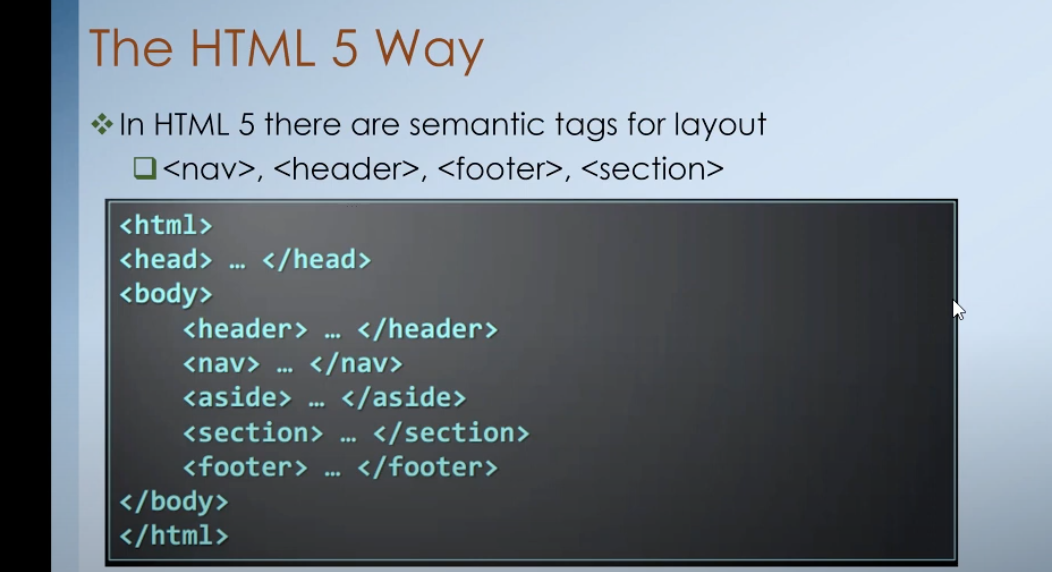 The HTML 5 Way
In HTML 5 there are semantic tags for layout
<nav>, <header>, <footer>, <section>
<html>
<head> … </head>
<body>
<header> … </header>
<nav> … </nav>
<aside> … </aside>
<section> … </section>
<footer> … </footer>
</body>
</html>